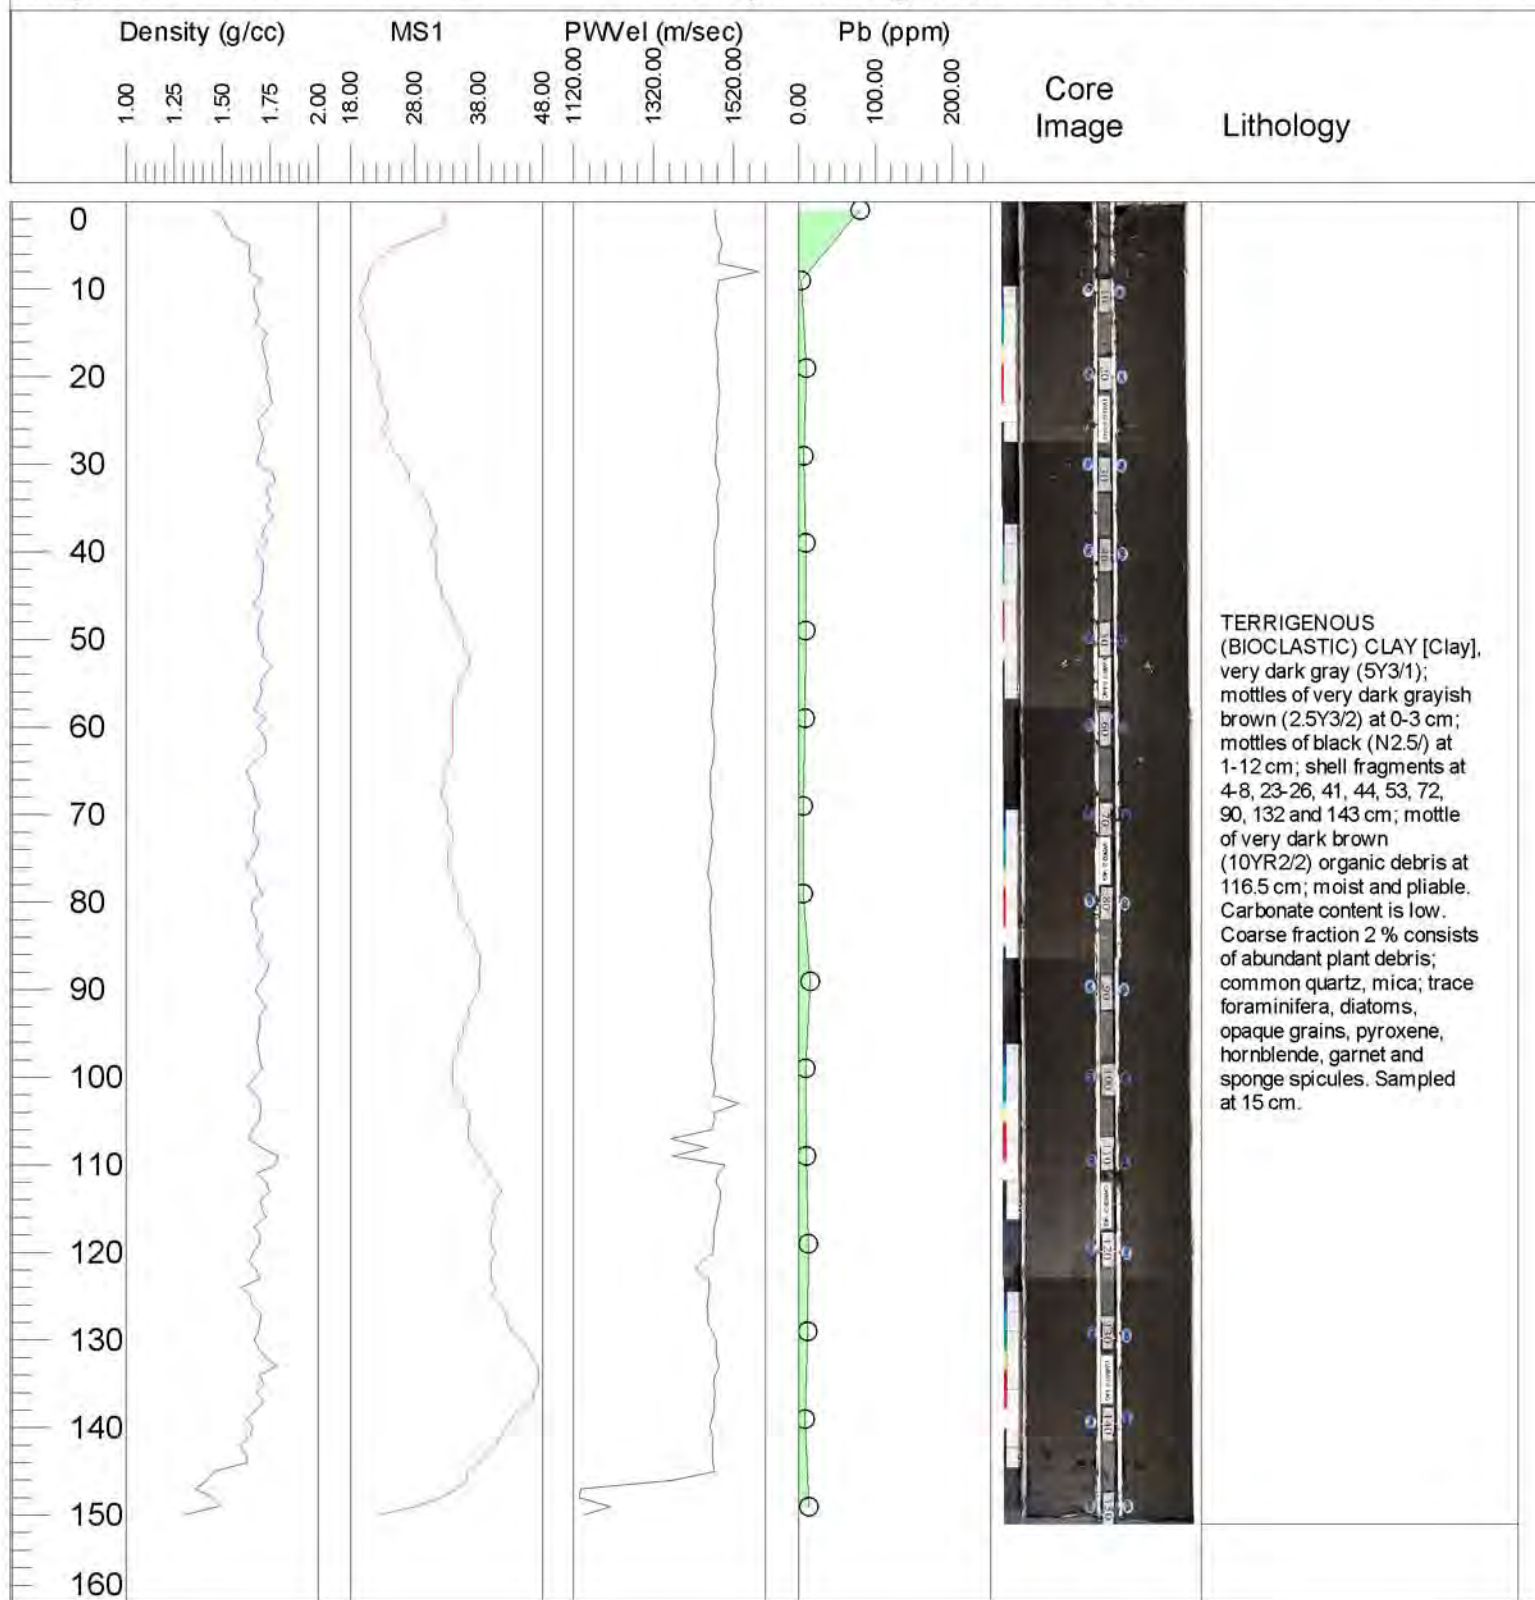 Density (g/cc) MS1 PWVel (m/sec) Pb (ppm)
Core
Image
Lithology
1.00 1.25 1.50 1.75 2.00 18.00 28.00 38.00 48.00 1120.00 1320.00 1520.00 0.00 100.00 200.00
0
10
20
30
40
50
60
70
80
90
100
110
120
130
140
150
160
TERRIGENOUS
(BIOCLASTIC) CLAY [Clay],
very dark gray (5Y3/1);
mottles of very dark grayish
brown (2.5Y3/2) at 0-3 cm;
mottles of black (N2.5/) at
1-12 cm; shell fragments at
4-8, 23-26, 41, 44, 53, 72,
90, 132 and 143 cm; mottle
of very dark brown
(10YR2/2) organic debris at
116.5 cm; moist and pliable.
Carbonate content is low.
Coarse fraction 2 % consists
of abundant plant debris;
common quartz, mica; trace
foraminifera, diatoms,
opaque grains, pyroxene,
hornblende, garnet and
sponge spicules. Sampled
at 15 cm.